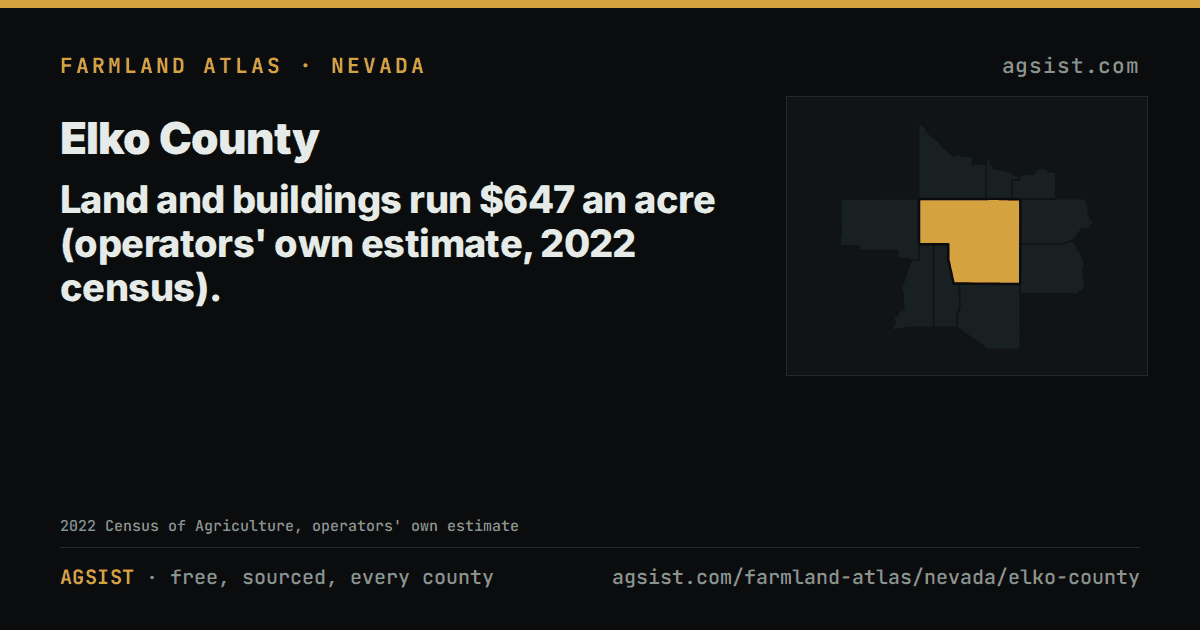 FARMLAND ATLAS · NEVADA
agsist.com
Elko County
Land and buildings run $647 an acre
(operators' own estimate, 2022
census).
2022 Census of Agriculture, operators' own estimate
AGSIST · free, sourced, every county
agsist.com/farmland-atlas/nevada/elko-county